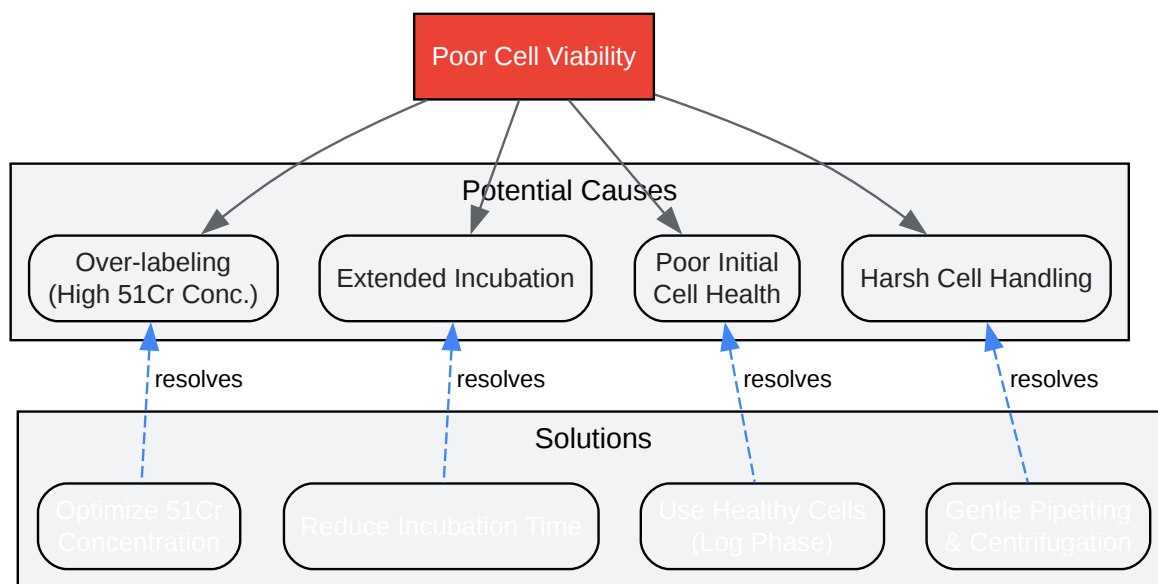 Poor Cell Viability
Potential Causes
Over-labeling
(High 51Cr Conc.)
Extended Incubation
Poor Initial
Cell Health
Harsh Cell Handling
resolves
resolves
resolves
resolves
Solutions
Optimize 51Cr
Concentration
Reduce Incubation Time
Use Healthy Cells
(Log Phase)
Gentle Pipetting
& Centrifugation